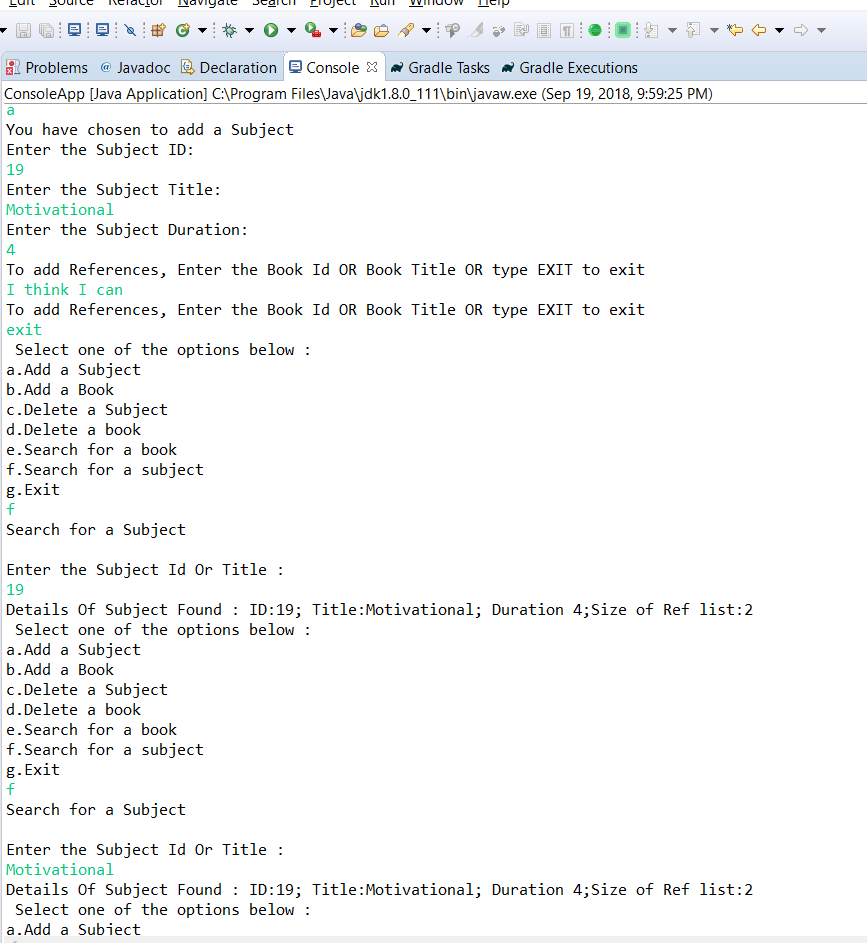 Edit Source Refactor Navigate Search Project Run Window Help
Problems @ Javadoc Declaration Console Gradle Tasks Gradle Executions
ConsoleApp [Java Application] C:\Program Files\Java\jdk1.8.0_111\bin\javaw.exe (Sep 19, 2018, 9:59:25 PM)
a
You have chosen to add a Subject
Enter the Subject ID:
19
Enter the Subject Title:
Motivational
Enter the Subject Duration:
4
To add References, Enter the Book Id OR Book Title OR type EXIT to exit
I think I can
To add References, Enter the Book Id OR Book Title OR type EXIT to exit
exit
 Select one of the options below :
a.Add a Subject
b.Add a Book
c.Delete a Subject
d.Delete a book
e.Search for a book
f.Search for a subject
g.Exit
f
Search for a Subject

Enter the Subject Id Or Title :
19
Details Of Subject Found : ID:19; Title:Motivational; Duration 4;Size of Ref list:2
 Select one of the options below :
a.Add a Subject
b.Add a Book
c.Delete a Subject
d.Delete a book
e.Search for a book
f.Search for a subject
g.Exit
f
Search for a Subject

Enter the Subject Id Or Title :
Motivational
Details Of Subject Found : ID:19; Title:Motivational; Duration 4;Size of Ref list:2
 Select one of the options below :
a.Add a Subject